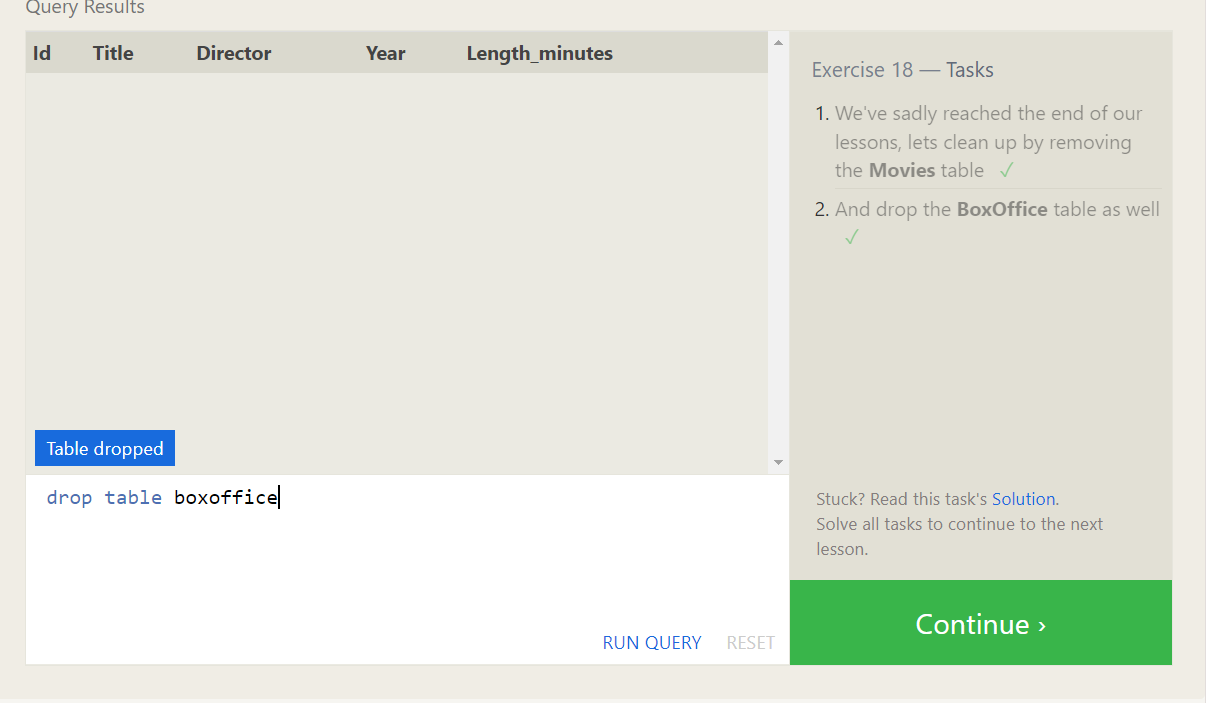 Query Results
Id Title Director Year Length_minutes
Table dropped
drop table boxoffice
RUN QUERY RESET
Exercise 18 — Tasks
1. We've sadly reached the end of our
lessons, lets clean up by removing
the Movies table ✓
2. And drop the BoxOffice table as well
✓
Stuck? Read this task's Solution.
Solve all tasks to continue to the next
lesson.
Continue ›